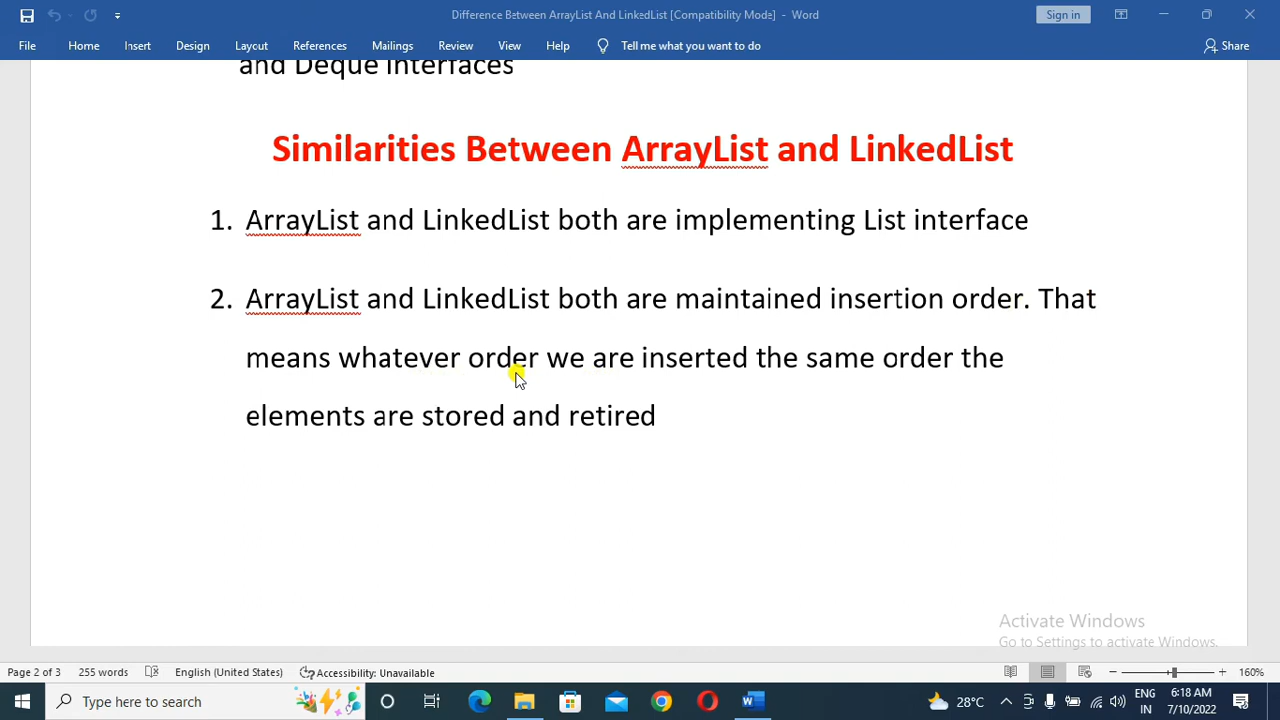 Difference Between ArrayList And LinkedList [Compatibility Mode] - Word
Sign in
File Home Insert Design Layout References Mailings Review View Help Tell me what you want to do Share
and Deque Interfaces
Similarities Between ArrayList and LinkedList
1. ArrayList and LinkedList both are implementing List interface
2. ArrayList and LinkedList both are maintained insertion order. That
means whatever order we are inserted the same order the
elements are stored and retired
Activate Windows
Go to Settings to activate Windows.
Page 2 of 3 255 words English (United States) Accessibility: Unavailable 160%
Type here to search
28°C
ENG
IN
6:18 AM
7/10/2022